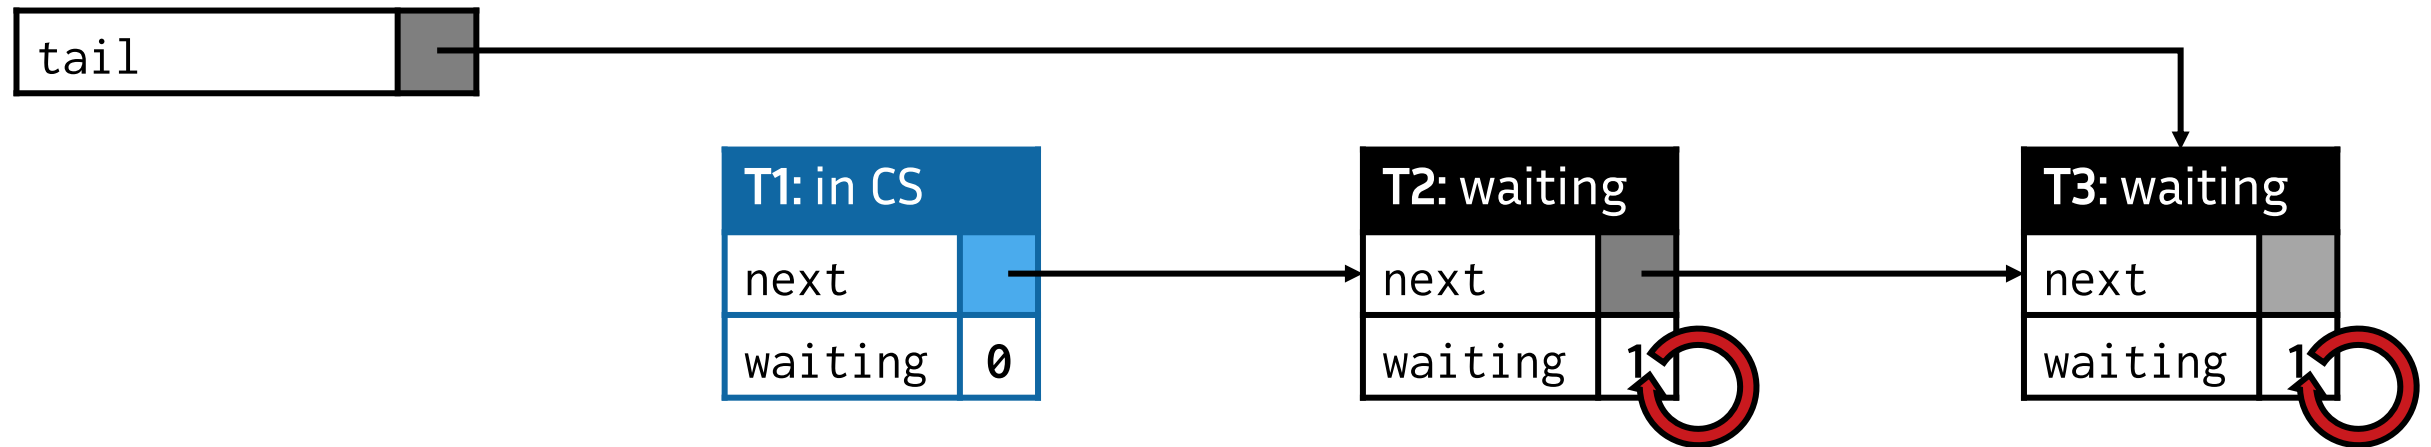 tail
T1: in CS
T2: waiting
T3: waiting
next
next
next
waiting 0
waiting 1
waiting 1